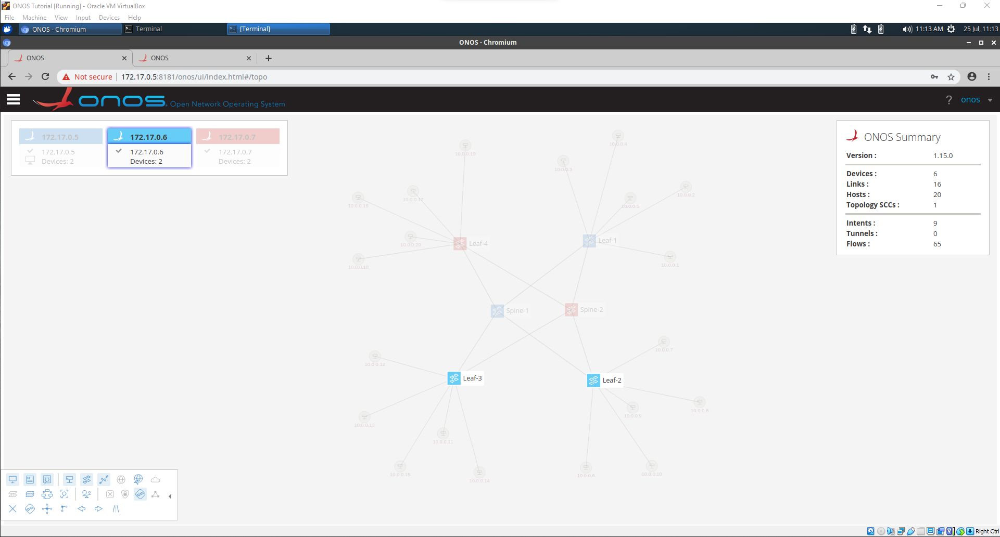 ONOS Tutorial [Running] - Oracle VM VirtualBox
File Machine View Input Devices Help
ONOS - Chromium
Terminal
[Terminal]
11:13 AM
25 Jul, 11:13
ONOS - Chromium
ONOS
ONOS
Not secure
172.17.0.5:8181/onos/ui/index.html#/topo
onos Open Network Operating System
?
onos
172.17.0.5
172.17.0.5
Devices: 2
172.17.0.6
172.17.0.6
Devices: 2
172.17.0.7
172.17.0.7
Devices: 2
ONOS Summary
Version : 1.15.0
Devices : 6
Links : 16
Hosts : 20
Topology SCCs : 1
Intents : 9
Tunnels : 0
Flows : 65
10.0.0.4
10.0.0.19
10.0.0.3
10.0.0.2
10.0.0.17
10.0.0.16
10.0.0.5
Leaf-4
Leaf-1
10.0.0.20
10.0.0.18
10.0.0.1
Spine-1
Spine-2
10.0.0.7
10.0.0.12
Leaf-3
Leaf-2
10.0.0.8
10.0.0.9
10.0.0.13
10.0.0.11
10.0.0.15
10.0.0.14
10.0.0.6
10.0.0.10
Right Ctrl